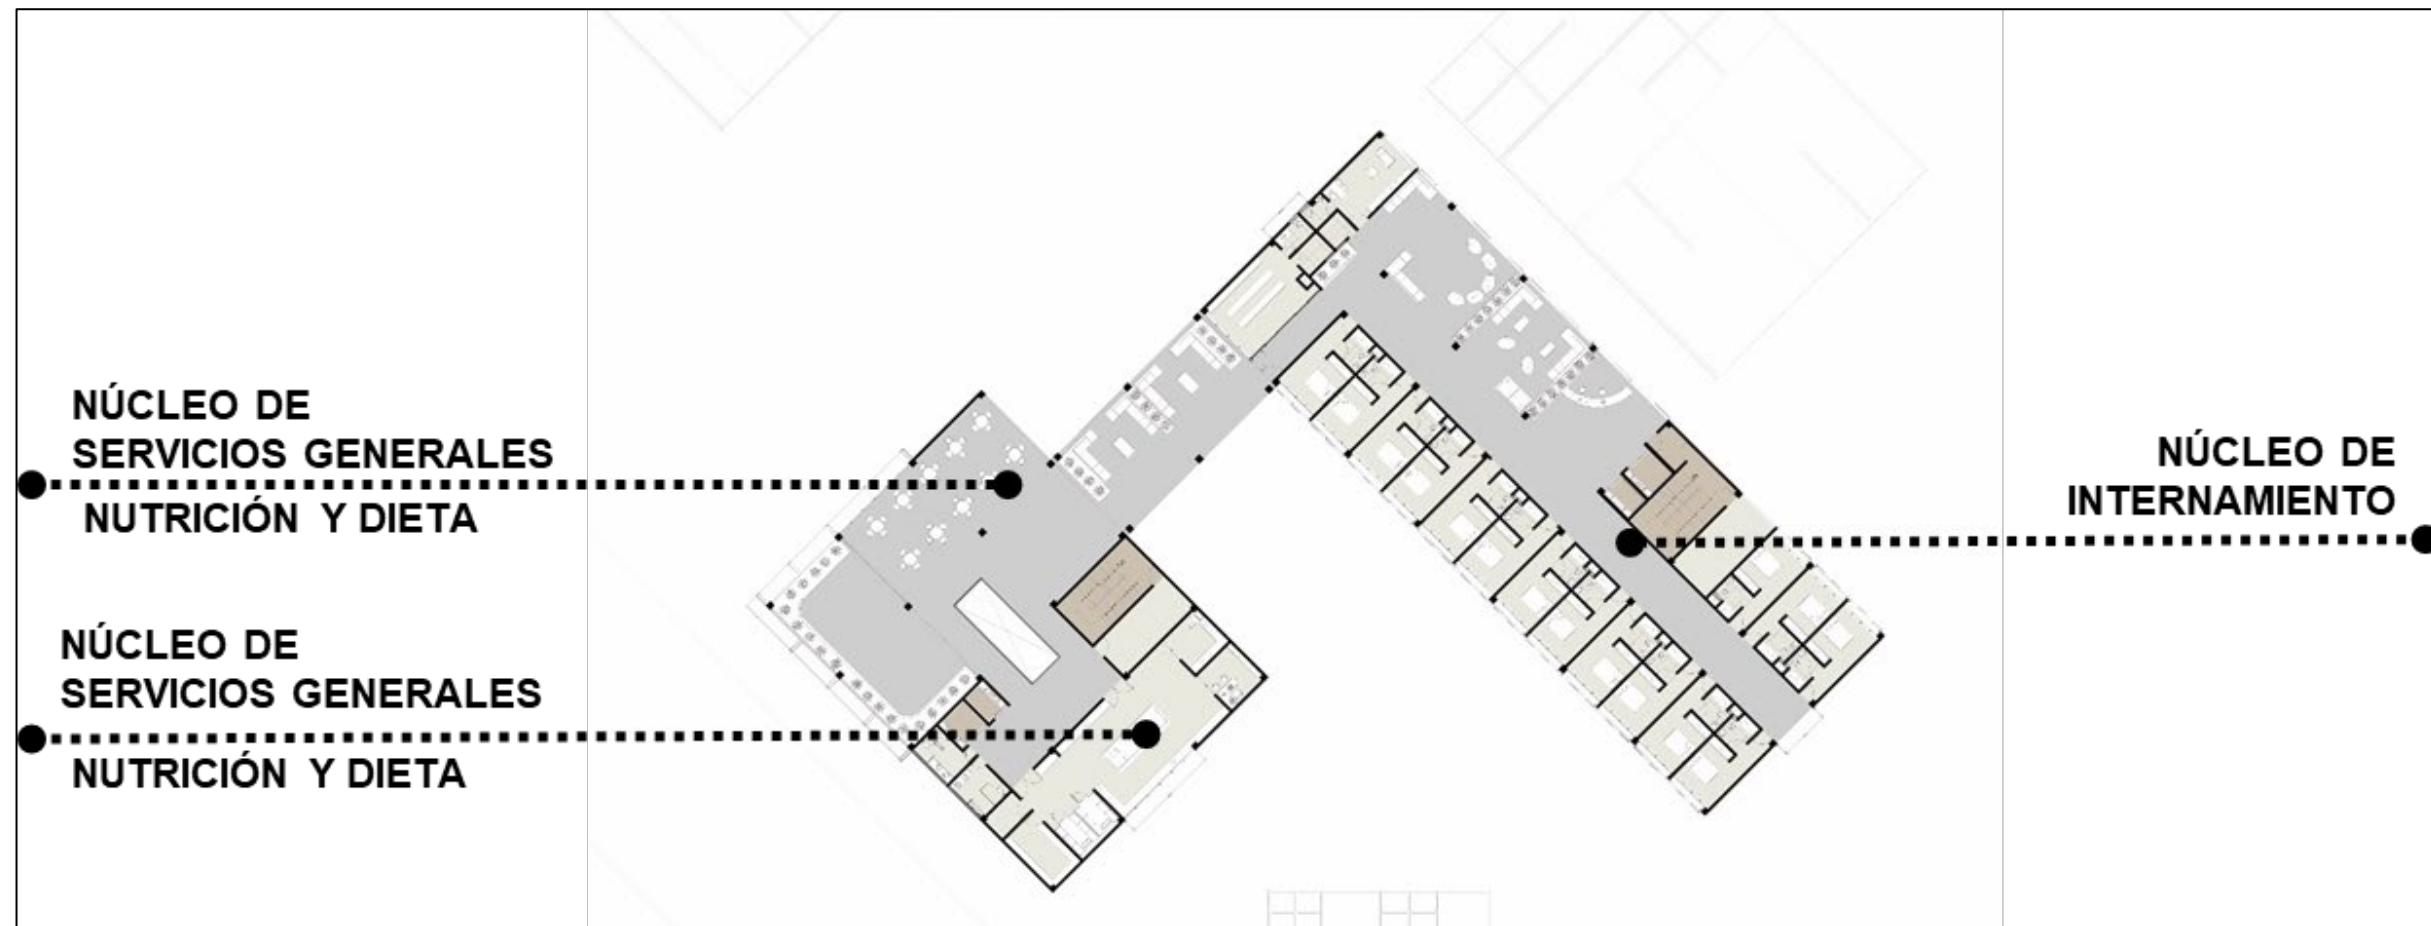 NÚCLEO DE
SERVICIOS GENERALES
NUTRICIÓN Y DIETA
NÚCLEO DE
SERVICIOS GENERALES
NUTRICIÓN Y DIETA
NÚCLEO DE
INTERNAMIENTO